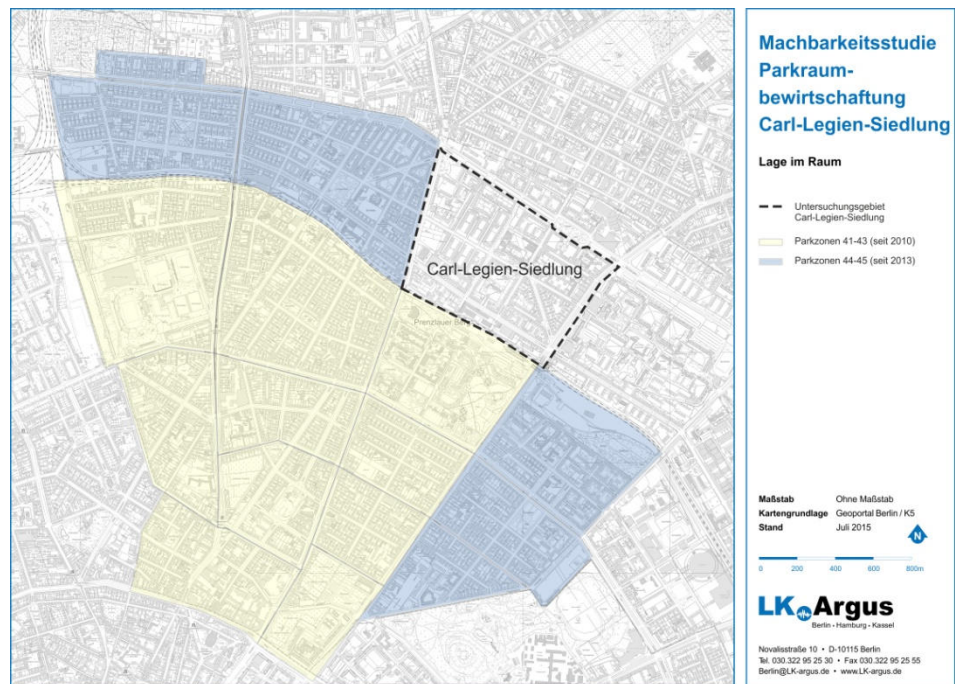 Carl-Legien-Siedlung
Prenzlauer Berg
Machbarkeitsstudie
Parkraum-
bewirtschaftung
Carl-Legien-Siedlung
Lage im Raum
Untersuchungsgebiet
Carl-Legien-Siedlung
Parkzonen 41-43 (seit 2010)
Parkzonen 44-45 (seit 2013)
Maßstab Ohne Maßstab
Kartengrundlage Geoportal Berlin / K5
Stand Juli 2015
N
0 200 400 600 800m
LK Argus
Berlin • Hamburg • Kassel
Novalisstraße 10 • D-10115 Berlin
Tel. 030.322 95 25 30 • Fax 030.322 95 25 55
Berlin@LK-argus.de • www.LK-argus.de